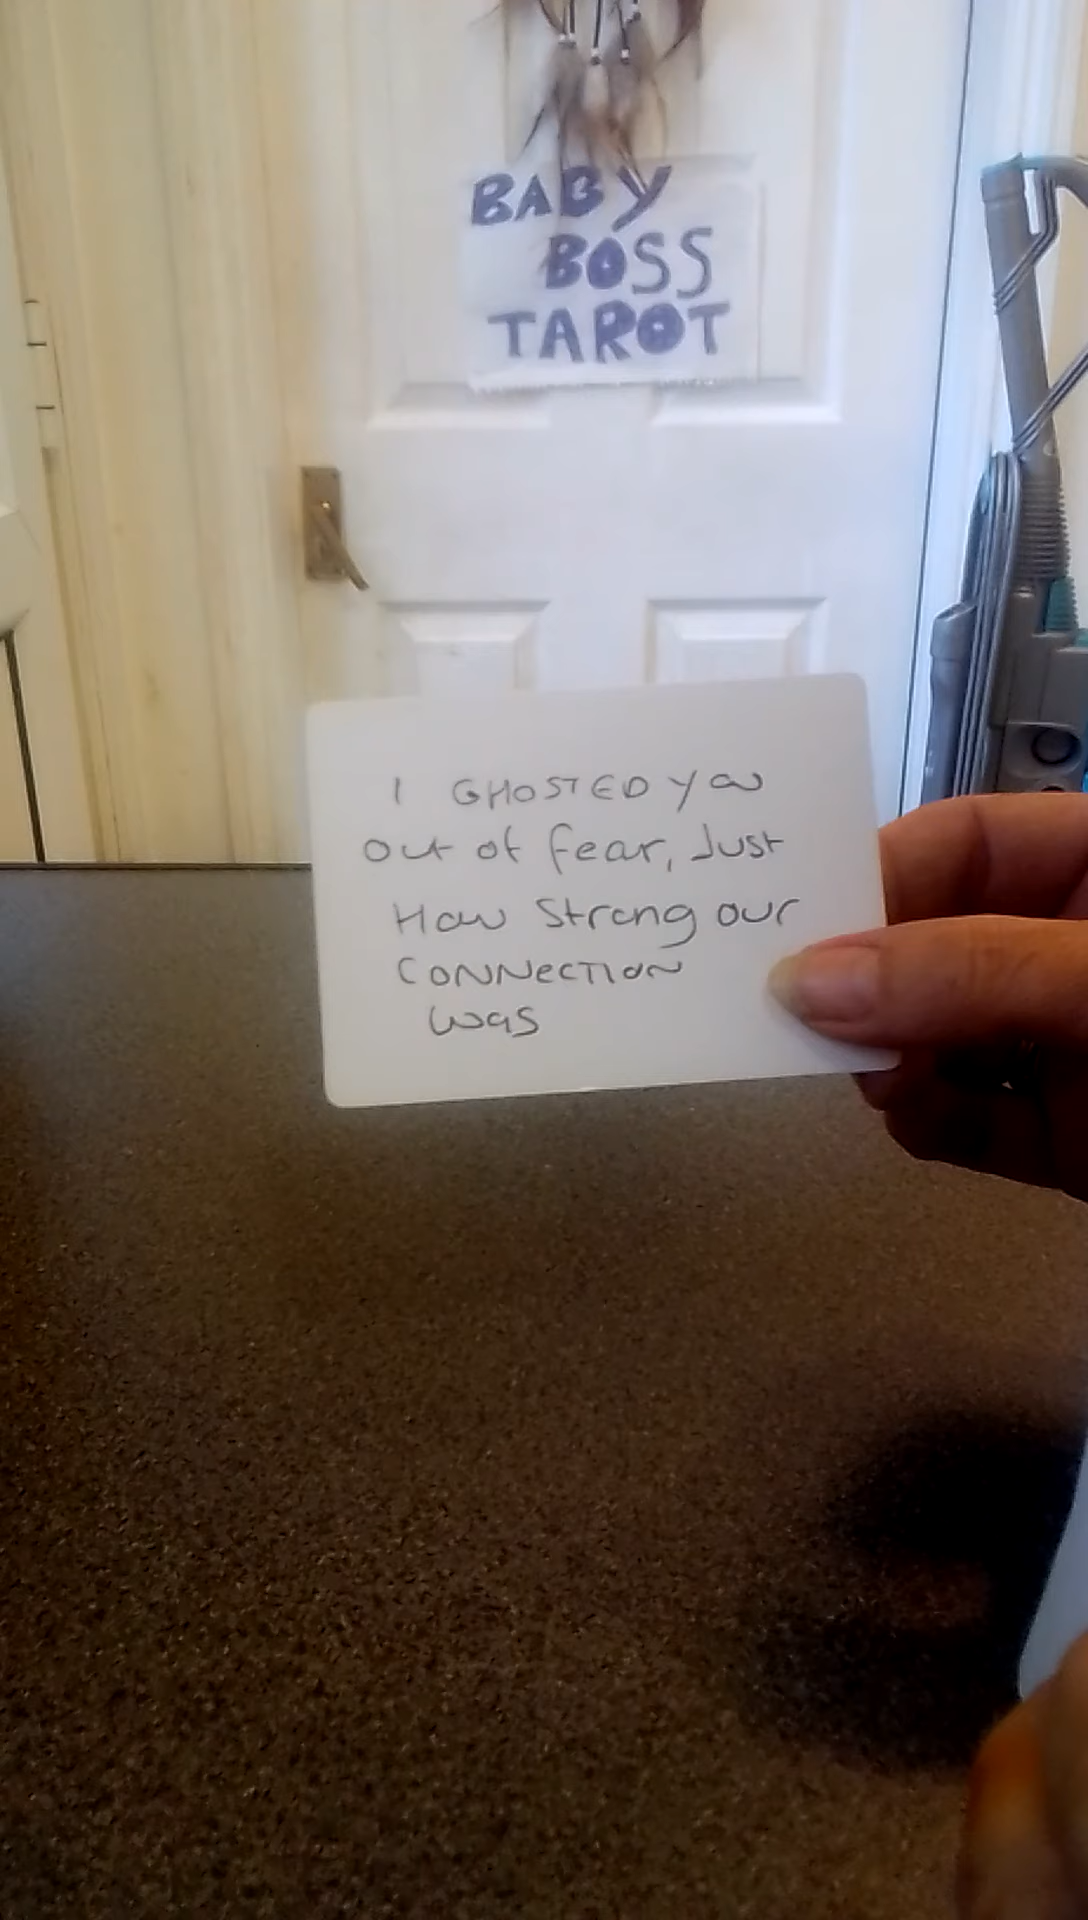 BABY
BOSS
TAROT
I GHOSTED YOU
out of fear, Just
How Strong our
CONNeCTION
was